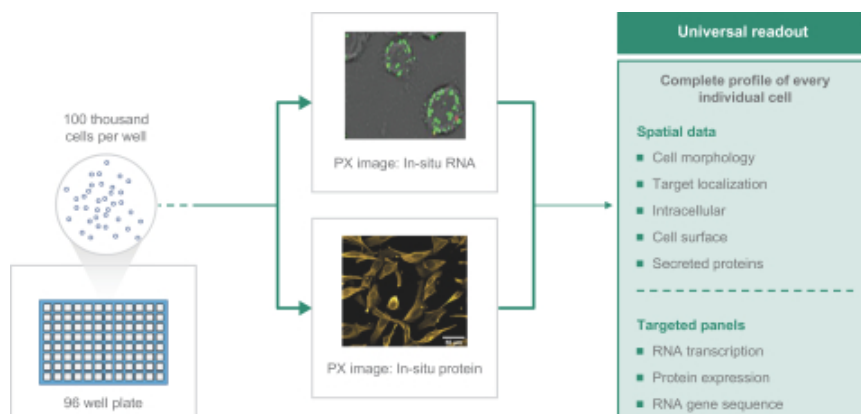 100 thousand
cells per well
96 well plate
PX image: In-situ RNA
PX image: In-situ protein
Universal readout
Complete profile of every
individual cell
Spatial data
Cell morphology
Target localization
Intracellular
Cell surface
Secreted proteins
Targeted panels
RNA transcription
Protein expression
RNA gene sequence